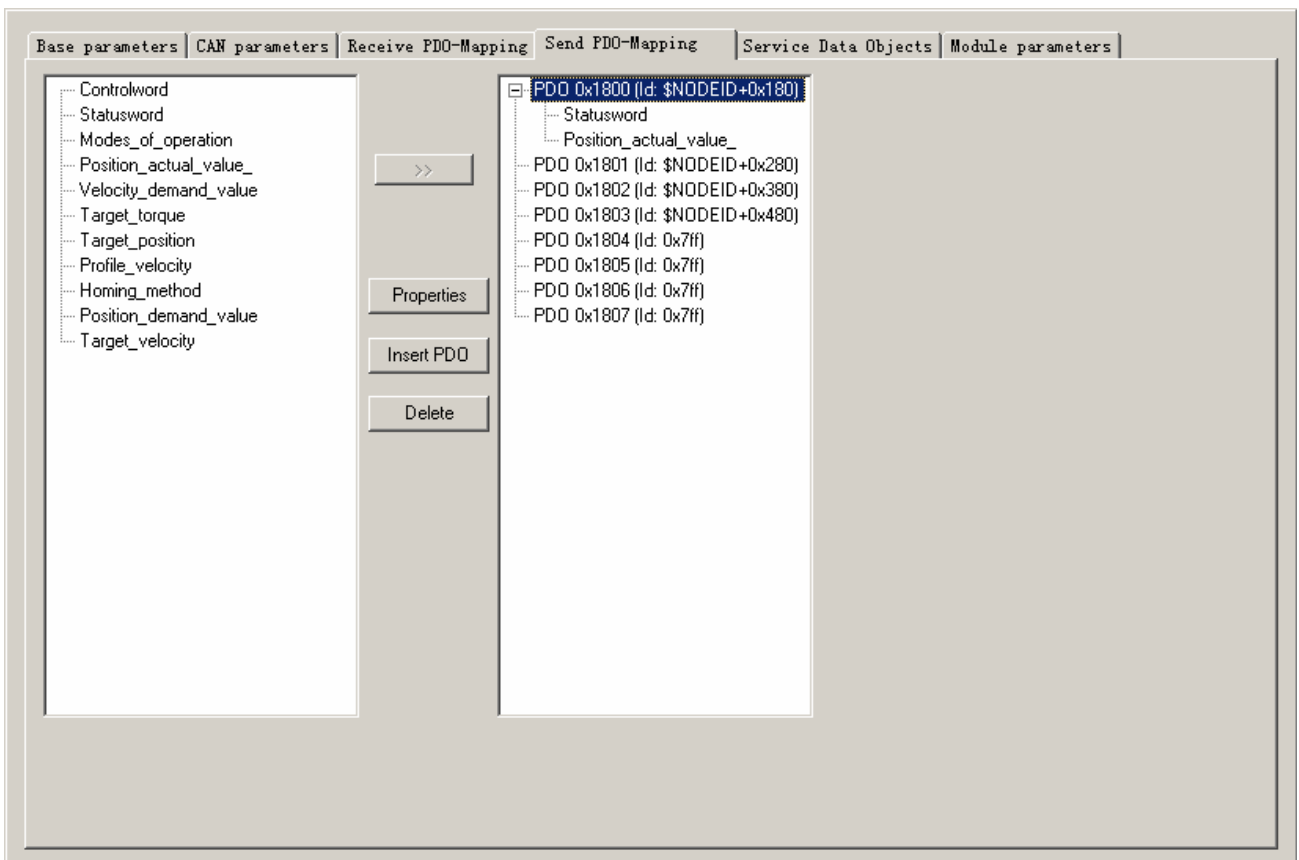 Base parameters
CAN parameters
Receive PDO-Mapping
Send PDO-Mapping
Service Data Objects
Module parameters
Controlword
Statusword
Modes_of_operation
Position_actual_value_
Velocity_demand_value
Target_torque
Target_position
Profile_velocity
Homing_method
Position_demand_value
Target_velocity
>>
Properties
Insert PDO
Delete
PDO 0x1800 (Id: $NODEID+0x180)
Statusword
Position_actual_value_
PDO 0x1801 (Id: $NODEID+0x280)
PDO 0x1802 (Id: $NODEID+0x380)
PDO 0x1803 (Id: $NODEID+0x480)
PDO 0x1804 (Id: 0x7ff)
PDO 0x1805 (Id: 0x7ff)
PDO 0x1806 (Id: 0x7ff)
PDO 0x1807 (Id: 0x7ff)